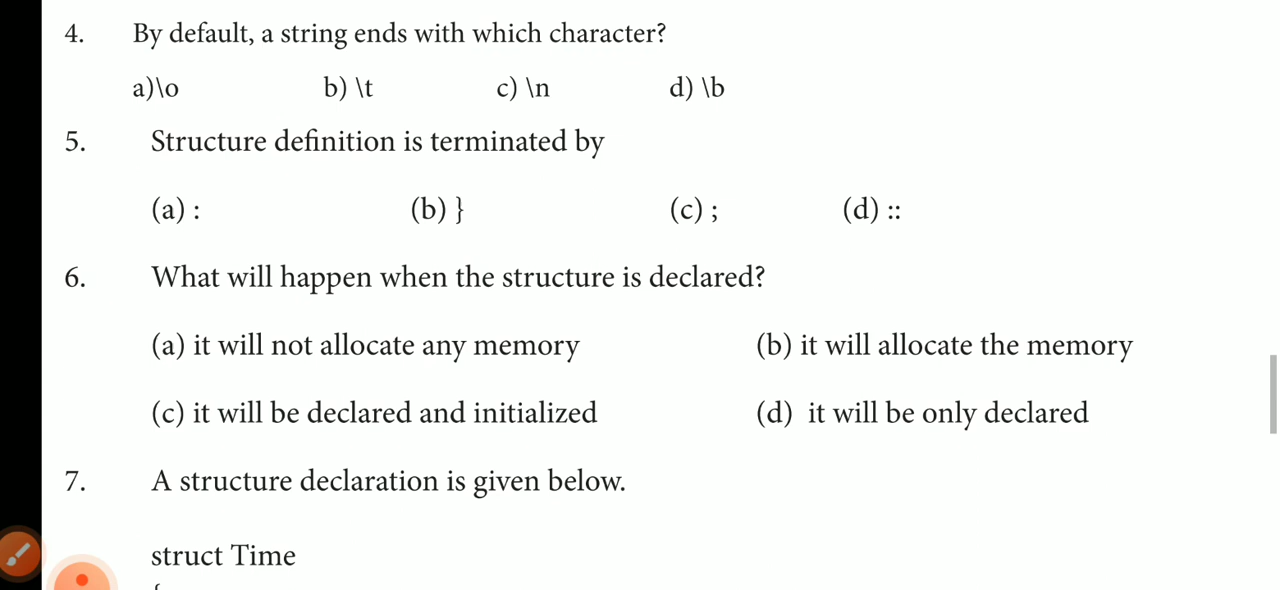 4. By default, a string ends with which character?
a)\o b) \t c) \n d) \b
5. Structure definition is terminated by
(a) : (b) } (c) ; (d) ::
6. What will happen when the structure is declared?
(a) it will not allocate any memory (b) it will allocate the memory
(c) it will be declared and initialized (d) it will be only declared
7. A structure declaration is given below.
struct Time